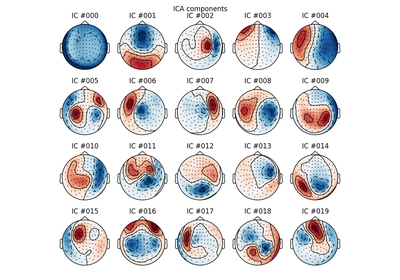 ICA components
IC #000 IC #001 IC #002 IC #003 IC #004
IC #005 IC #006 IC #007 IC #008 IC #009
IC #010 IC #011 IC #012 IC #013 IC #014
IC #015 IC #016 IC #017 IC #018 IC #019